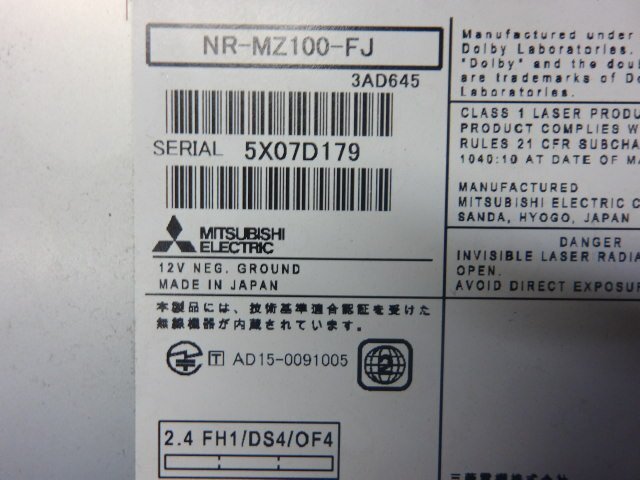 NR-MZ100-FJ
3AD645
SERIAL 5X07D179
MITSUBISHI
ELECTRIC
12V NEG. GROUND
MADE IN JAPAN
本製品には、技術基準適合認証を受けた
無線機器が内蔵されています。
T AD15-0091005
2
2.4 FH1/DS4/OF4
Manufactured under
Dolby Laboratories.
"Dolby" and the dou
are trademarks of Do
Laboratories.
CLASS 1 LASER PRODU
PRODUCT COMPLIES W
RULES 21 CFR SUBCHA
1040:10 AT DATE OF MA
MANUFACTURED
MITSUBISHI ELECTRIC C
SANDA, HYOGO, JAPAN
DANGER
INVISIBLE LASER RADIA
OPEN.
AVOID DIRECT EXPOSUR